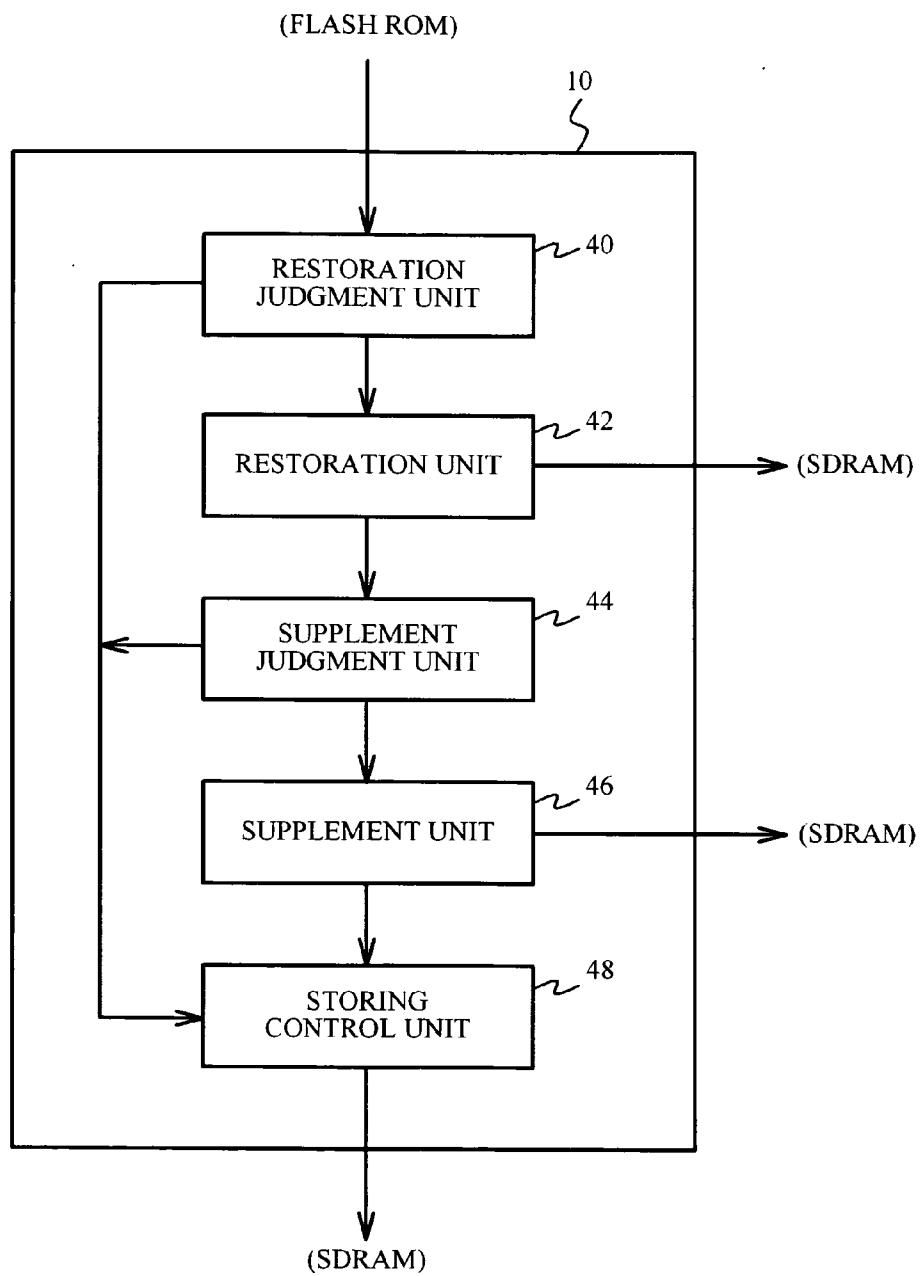 (FLASH ROM)
10
RESTORATION
JUDGMENT UNIT
40
RESTORATION UNIT
42
(SDRAM)
SUPPLEMENT
JUDGMENT UNIT
44
SUPPLEMENT UNIT
46
(SDRAM)
STORING
CONTROL UNIT
48
(SDRAM)